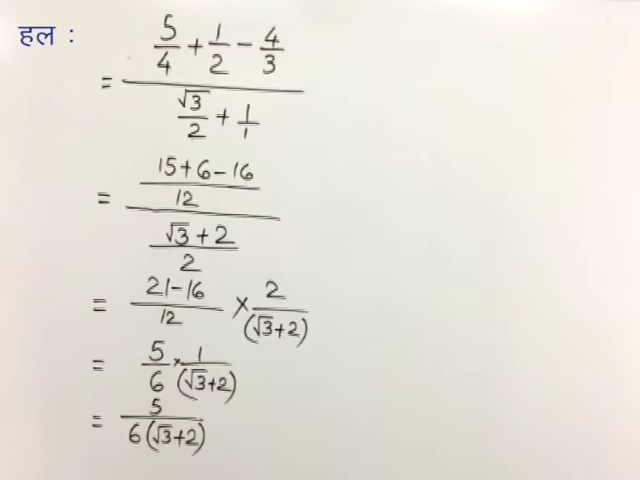 हल :
= (5/4 + 1/2 − 4/3) / (√3/2 + 1/1)
= ((15+6−16)/12) / ((√3+2)/2)
= (21−16)/12 × 2/(√3+2)
= 5/6 × 1/(√3+2)
= 5/6(√3+2)